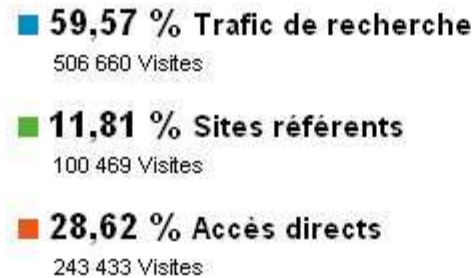 59,57 % Trafic de recherche
506 660 Visites
11,81 % Sites référents
100 469 Visites
28,62 % Accès directs
243 433 Visites